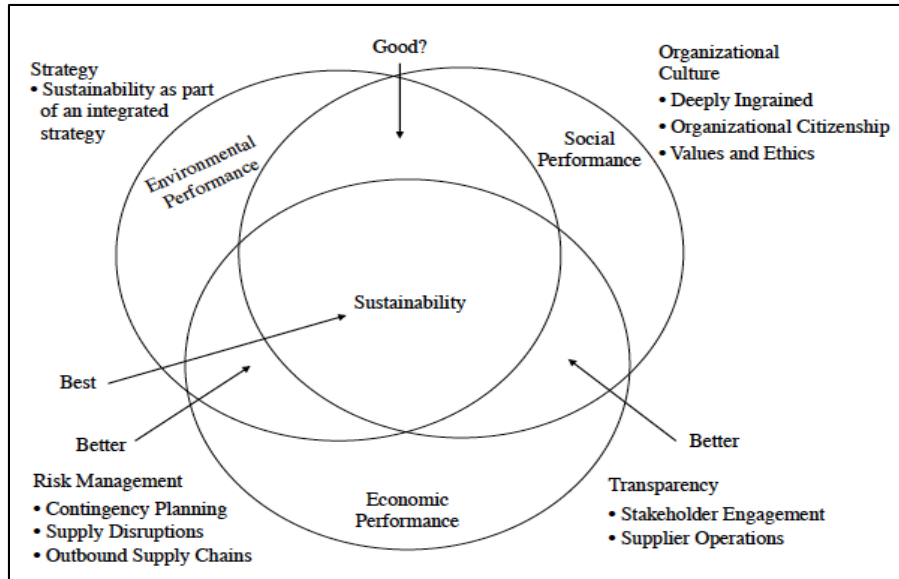 Good?
Strategy
• Sustainability as part
of an integrated
strategy
Organizational
Culture
• Deeply Ingrained
• Organizational Citizenship
• Values and Ethics
Environmental
Performance
Social
Performance
Sustainability
Best
Better
Better
Risk Management
• Contingency Planning
• Supply Disruptions
• Outbound Supply Chains
Economic
Performance
Transparency
• Stakeholder Engagement
• Supplier Operations